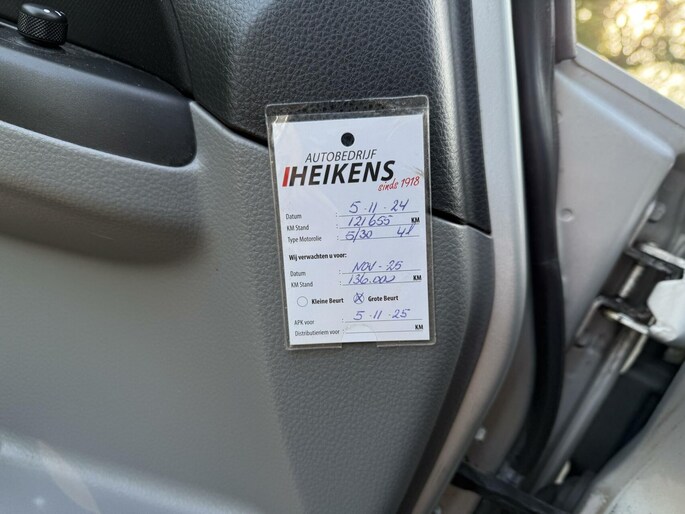 AUTOBEDRIJF
HEIKENS
sinds 1918
Datum : 5-11-24
KM Stand : 121655 KM
Type Motorolie : 5/30 4l
Wij verwachten u voor:
Datum : NOV-25
KM Stand : 136.000 KM
Kleine Beurt Grote Beurt
APK voor : 5-11-25
Distributieriem voor : KM